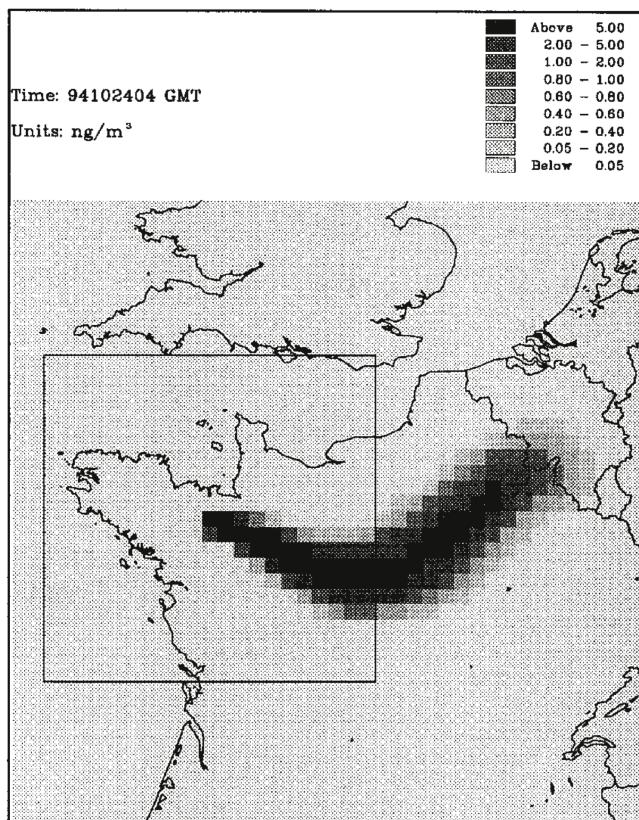 Time: 94102404 GMT
Units: ng/m³
Above 5.00
2.00 – 5.00
1.00 – 2.00
0.80 – 1.00
0.60 – 0.80
0.40 – 0.60
0.20 – 0.40
0.05 – 0.20
Below 0.05